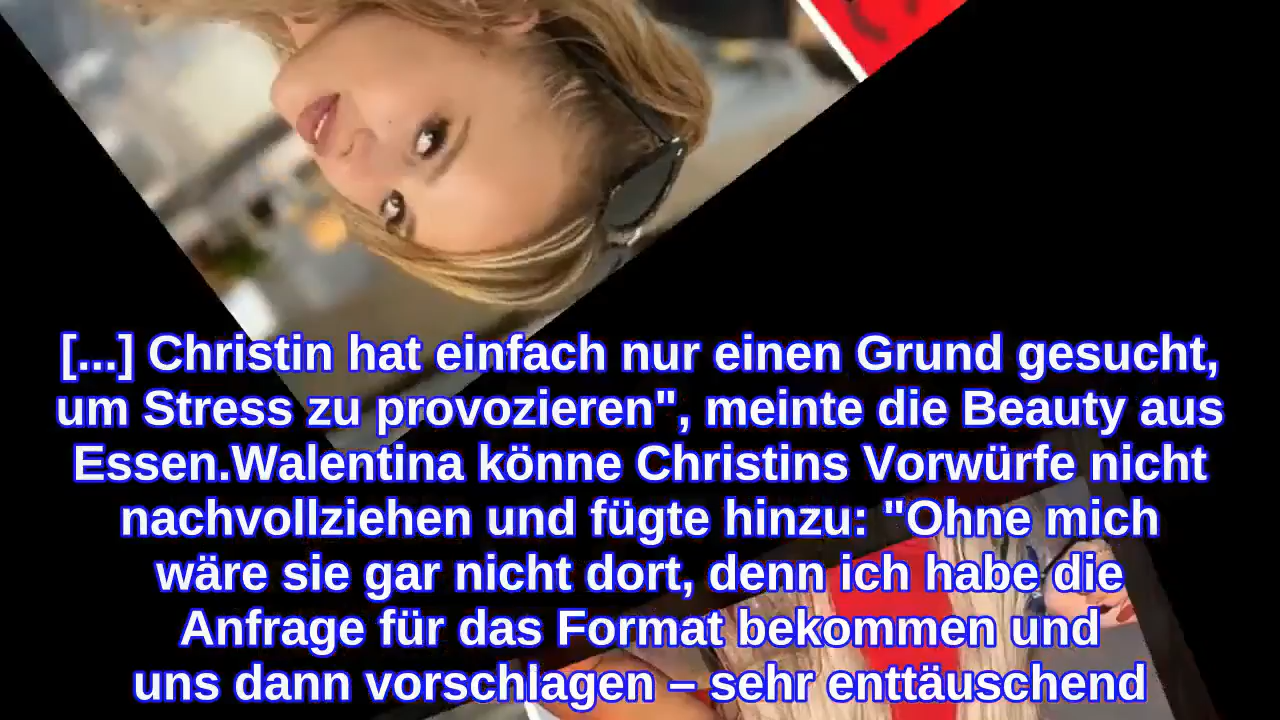 [...] Christin hat einfach nur einen Grund gesucht,
um Stress zu provozieren", meinte die Beauty aus
Essen.Walentina könne Christins Vorwürfe nicht
nachvollziehen und fügte hinzu: "Ohne mich
wäre sie gar nicht dort, denn ich habe die
Anfrage für das Format bekommen und
uns dann vorschlagen – sehr enttäuschend